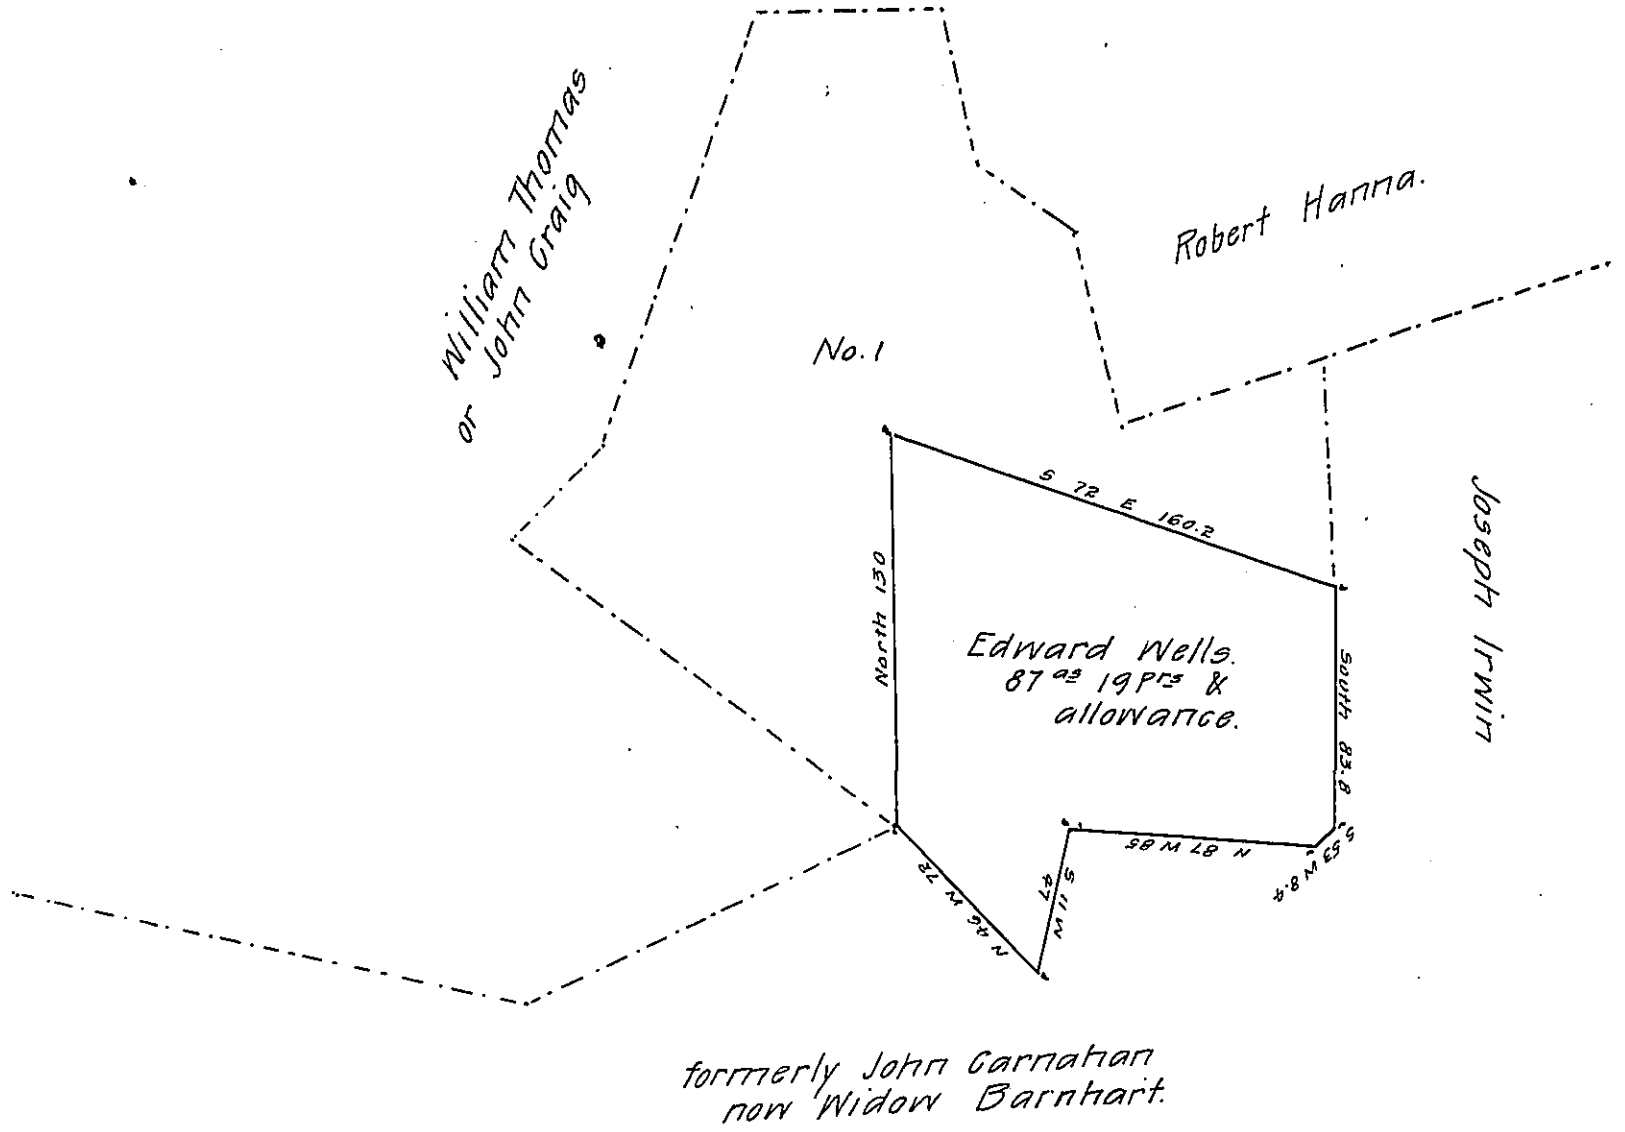 William Thomas
or John Craig
Robert Hanna.
No. 1
S 72 E 160.2
North 130
Joseph Irwin
Edward Wells.
87 as 19 Prs &
allowance.
South 83.8
S 53 W 8.4
N 87 W 85
S 11 W
47
N 46 W 72
formerly John Carnahan
now Widow Barnhart.